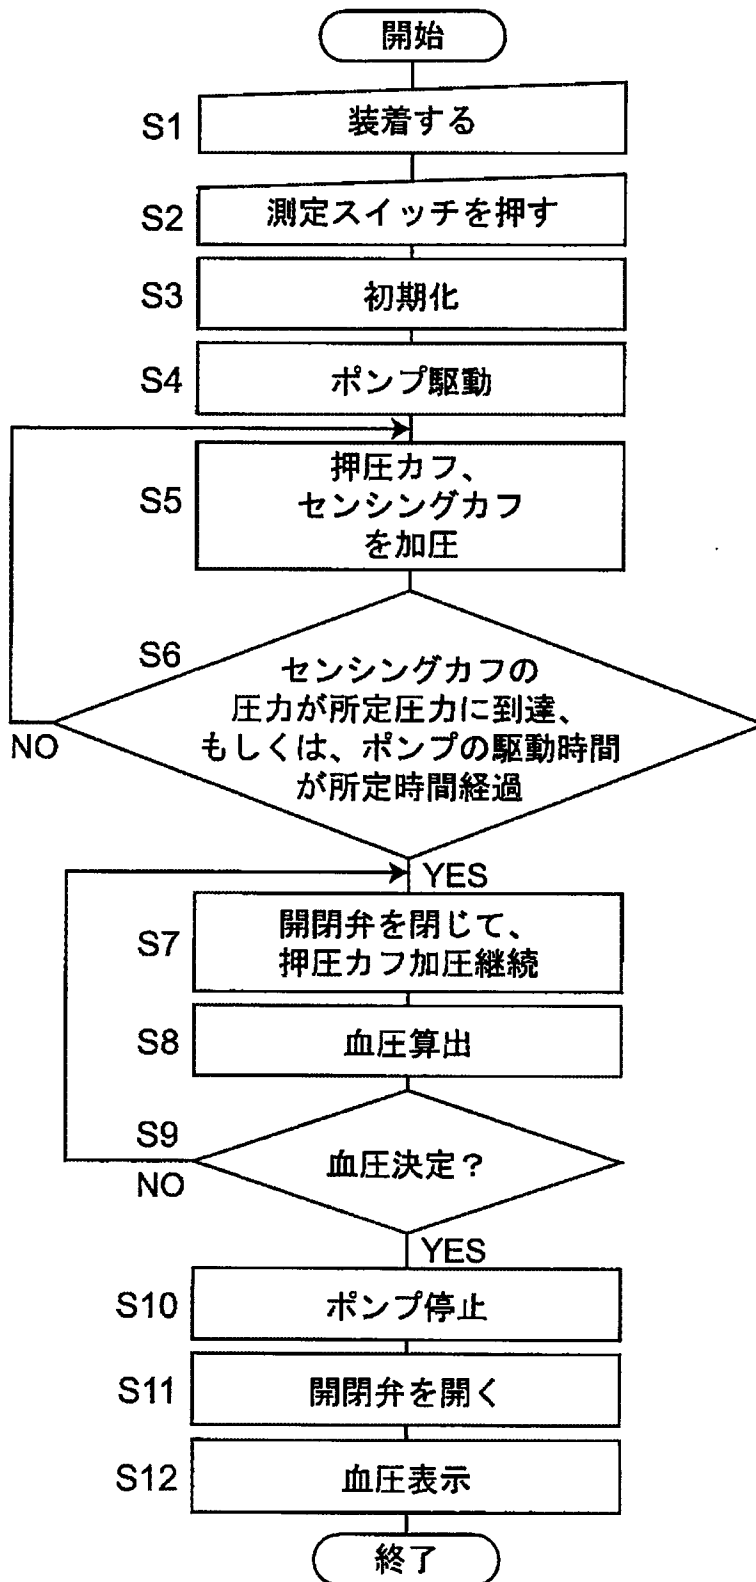 開始
S1
装着する
S2
測定スイッチを押す
S3
初期化
S4
ポンプ駆動
S5
押圧カフ、
センシングカフ
を加圧
S6
センシングカフの
圧力が所定圧力に到達、
もしくは、ポンプの駆動時間
が所定時間経過
NO
YES
S7
開閉弁を閉じて、
押圧カフ加圧継続
S8
血圧算出
S9
血圧決定?
NO
YES
S10
ポンプ停止
S11
開閉弁を開く
S12
血圧表示
終了